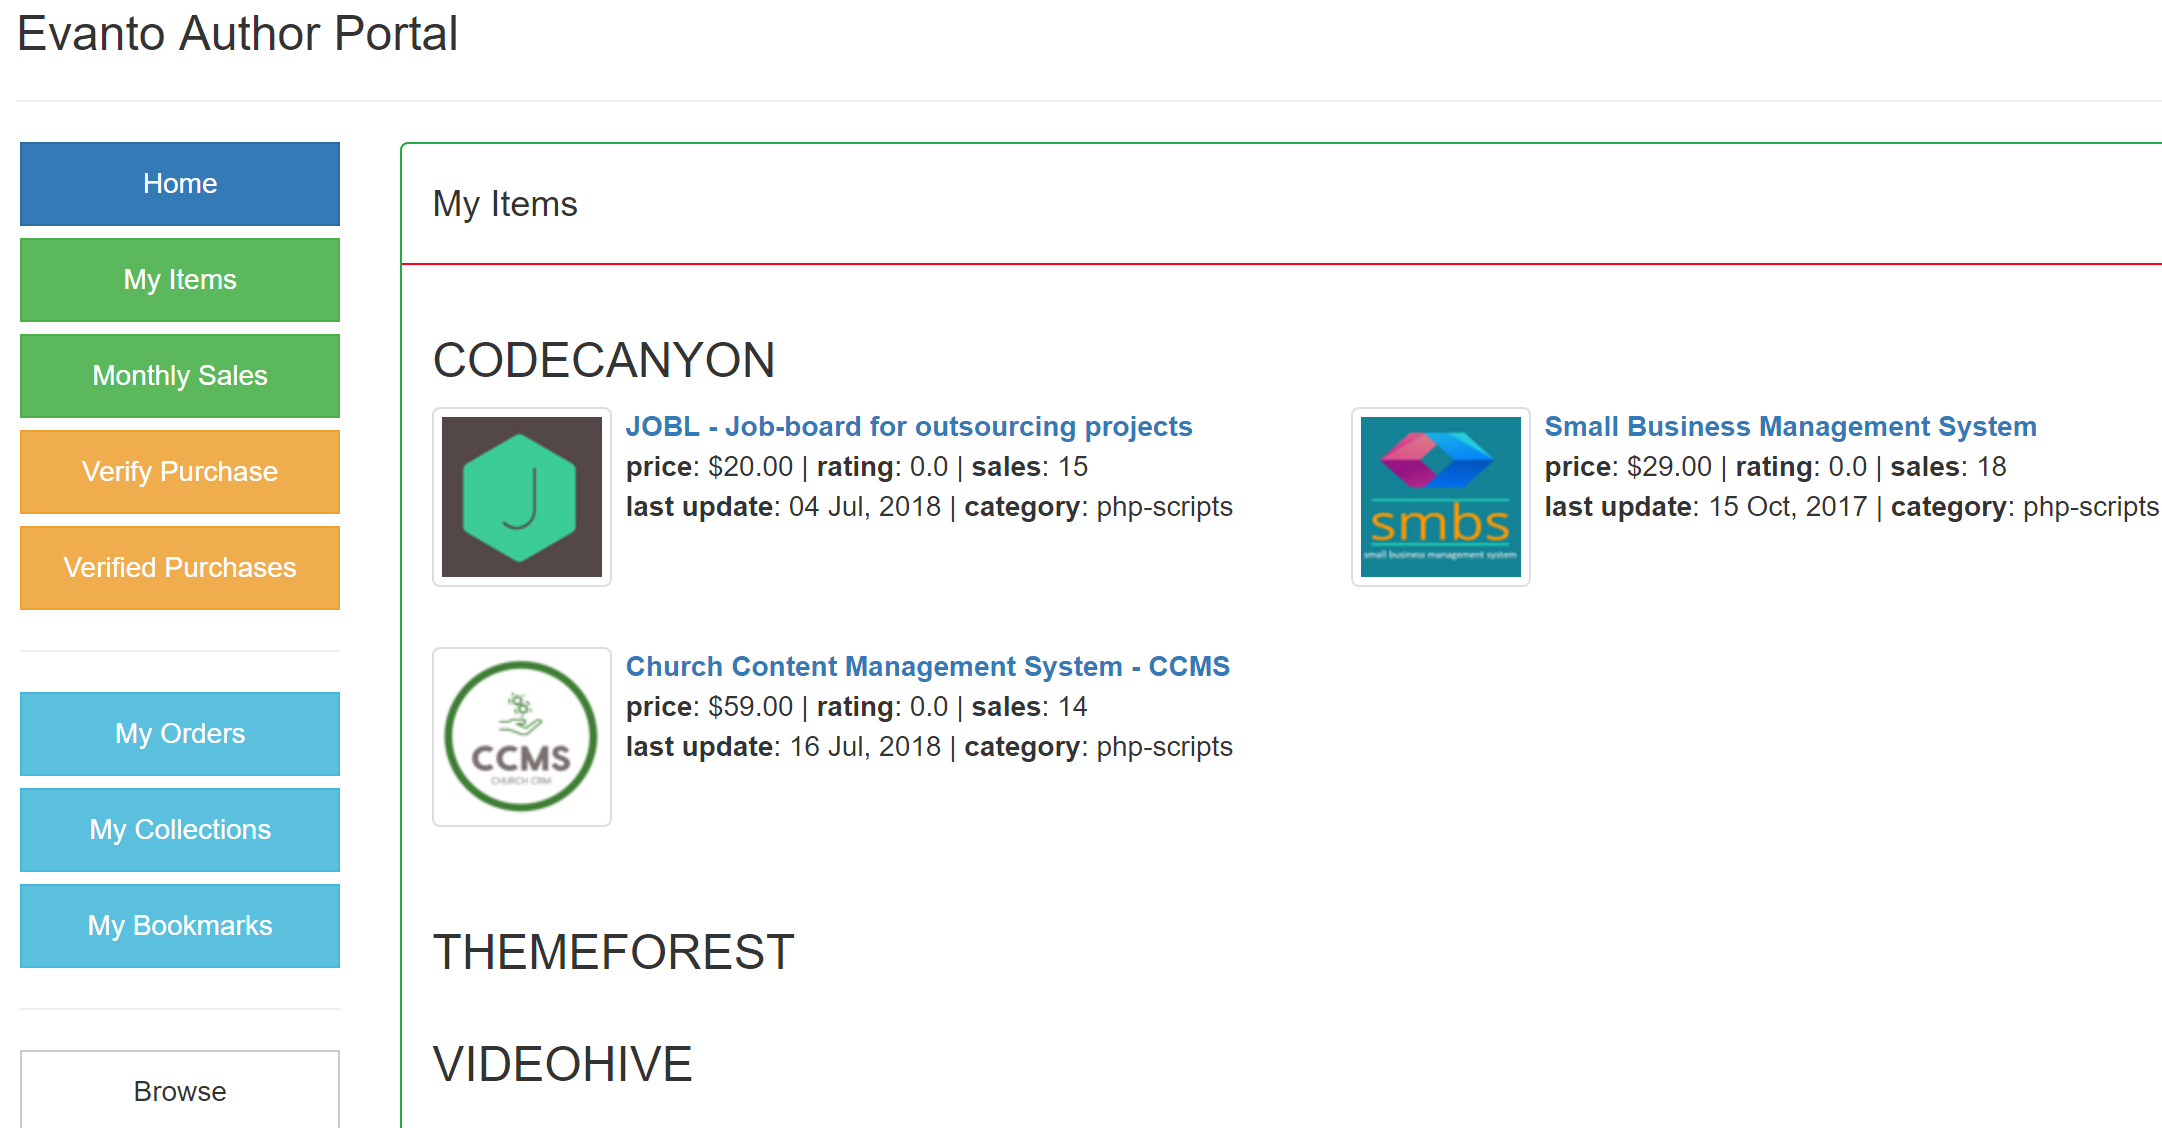 Evanto Author Portal
Home
My Items
Monthly Sales
Verify Purchase
Verified Purchases
My Orders
My Collections
My Bookmarks
Browse
My Items
CODECANYON
J
JOBL - Job-board for outsourcing projects
price: $20.00 | rating: 0.0 | sales: 15
last update: 04 Jul, 2018 | category: php-scripts
smbs
small business management system
Small Business Management System
price: $29.00 | rating: 0.0 | sales: 18
last update: 15 Oct, 2017 | category: php-scripts
CCMS
CHURCH CRM
Church Content Management System - CCMS
price: $59.00 | rating: 0.0 | sales: 14
last update: 16 Jul, 2018 | category: php-scripts
THEMEFOREST
VIDEOHIVE